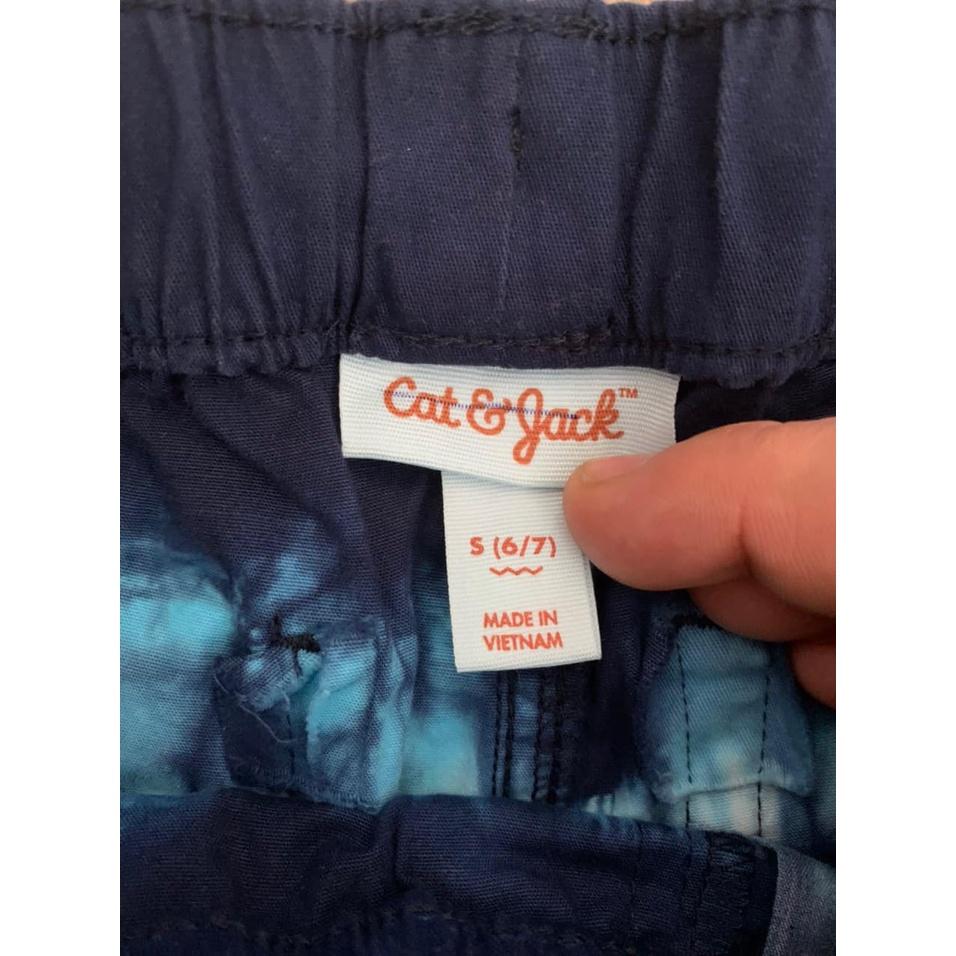 Cat & Jack™
S (6/7)
MADE IN
VIETNAM